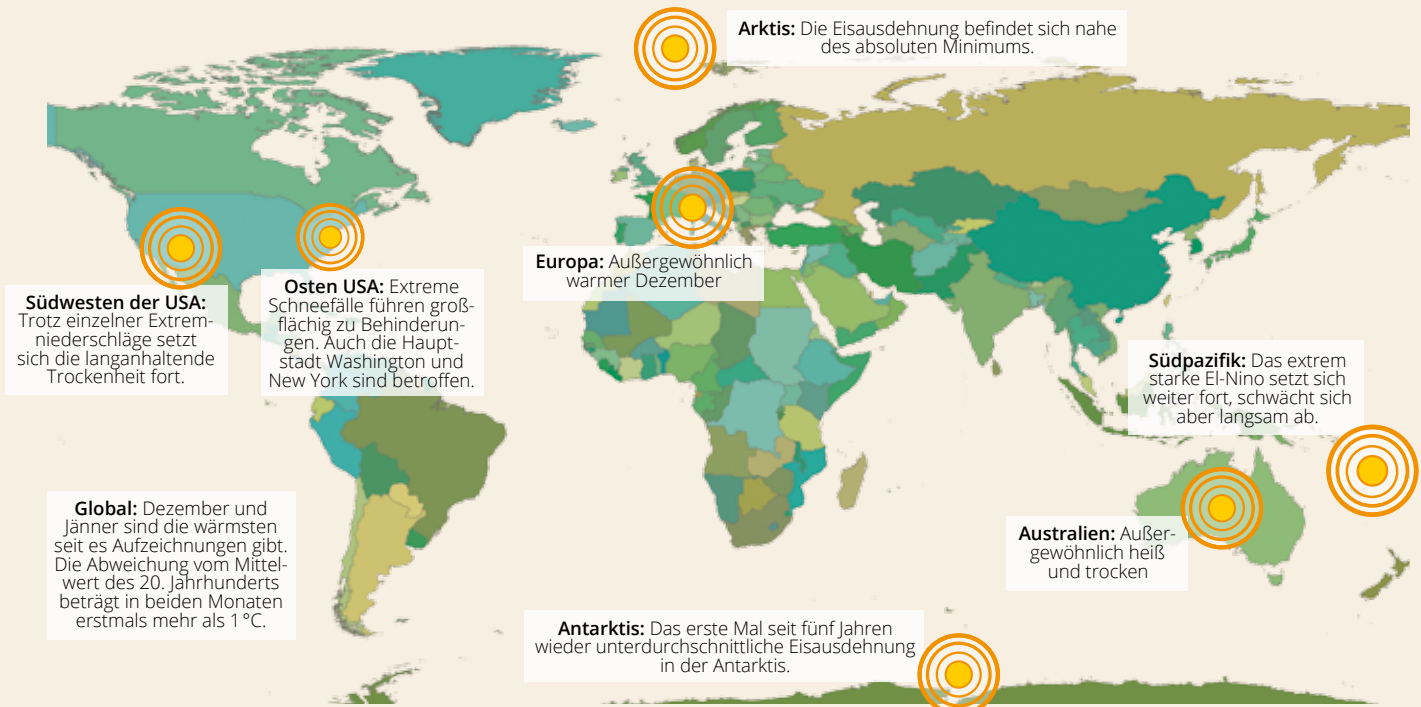 Arktis: Die Eisausdehnung befindet sich nahe
des absoluten Minimums.
Europa: Außergewöhnlich
warmer Dezember
Südwesten der USA:
Trotz einzelner Extrem-
niederschläge setzt
sich die langanhaltende
Trockenheit fort.
Osten USA: Extreme
Schneefälle führen groß-
flächig zu Behinderun-
gen. Auch die Haupt-
stadt Washington und
New York sind betroffen.
Südpazifik: Das extrem
starke El-Nino setzt sich
weiter fort, schwächt sich
aber langsam ab.
Global: Dezember und
Jänner sind die wärmsten
seit es Aufzeichnungen gibt.
Die Abweichung vom Mittel-
wert des 20. Jahrhunderts
beträgt in beiden Monaten
erstmals mehr als 1 °C.
Australien: Außer-
gewöhnlich heiß
und trocken
Antarktis: Das erste Mal seit fünf Jahren
wieder unterdurchschnittliche Eisausdehnung
in der Antarktis.